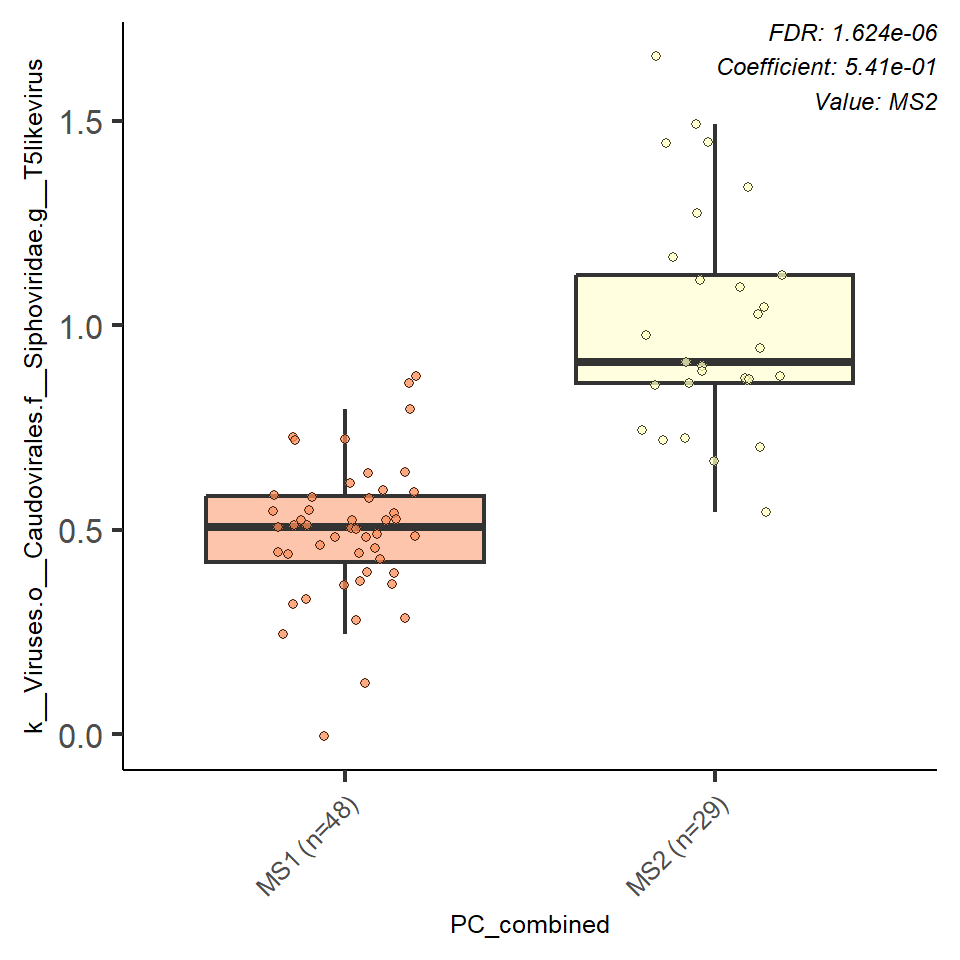 FDR: 1.624e-06
Coefficient: 5.41e-01
Value: MS2
k__Viruses.o__Caudovirales.f__Siphoviridae.g__T5likevirus
1.5
1.0
0.5
0.0
MS1 (n=48)
MS2 (n=29)
PC_combined